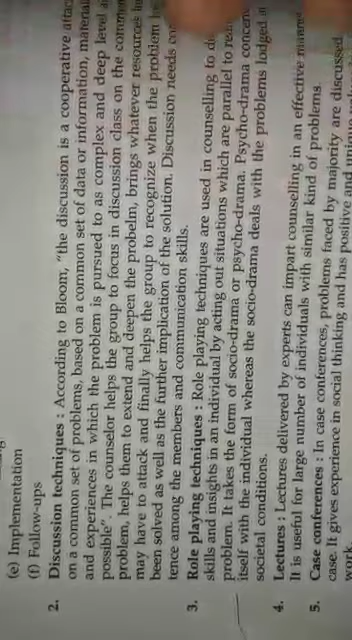 (e) Implementation
(f) Follow-ups
2. Discussion techniques : According to Bloom, "the discussion is a cooperative attack
on a common set of problems, based on a common set of data or information, materials
and experiences in which the problem is pursued to as complex and deep level as
possible". The counselor helps the group to focus in discussion class on the common
problem, helps them to extend and deepen the probeln, brings whatever resources
may have to attack and finally helps the group to recognize when the problem
been solved as well as the further implication of the solution. Discussion needs
tence among the members and communication skills.
3. Role playing techniques : Role playing techniques are used in counselling to
skills and insights in an individual by acting out situations which are parallel to
problem. It takes the form of socio-drama or psycho-drama. Psycho-drama
itself with the individual whereas the socio-drama deals with the problems lodged
societal conditions.
4. Lectures : Lectures delivered by experts can impart counselling in an effective manner
It is useful for large number of individuals with similar kind of problems.
5. Case conferences : In case conferences, problems faced by majority are discussed
case. It gives experience in social thinking and has positive and
work.